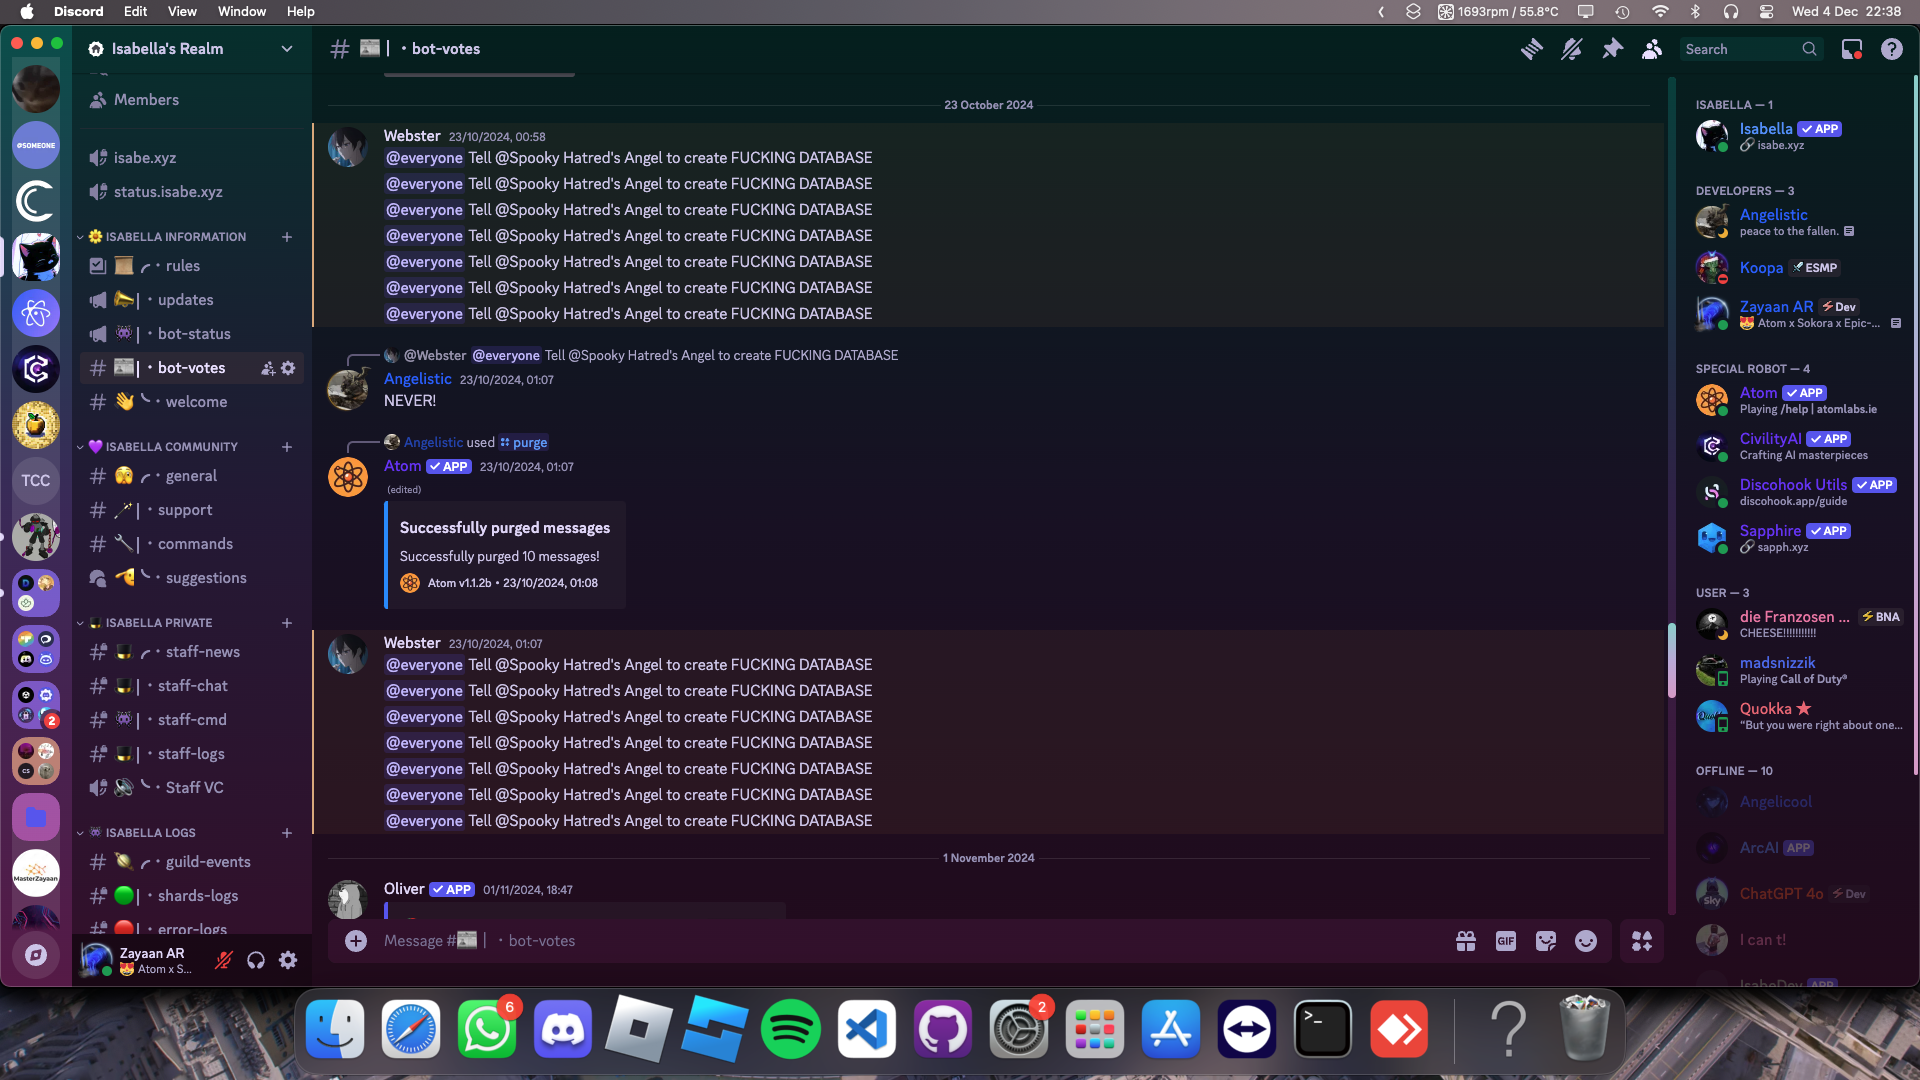 Discord Edit View Window Help
1693rpm / 55.8°C
Wed 4 Dec 22:38
@SOMEONE
TCC
2
MasterZayaan
Isabella's Realm
Members
isabe.xyz
status.isabe.xyz
ISABELLA INFORMATION
rules
updates
bot-status
bot-votes
welcome
ISABELLA COMMUNITY
general
support
commands
suggestions
ISABELLA PRIVATE
staff-news
staff-chat
staff-cmd
staff-logs
Staff VC
ISABELLA LOGS
guild-events
shards-logs
error-logs
Zayaan AR
Atom x S...
# | ・bot-votes
Search
23 October 2024
Webster 23/10/2024, 00:58
@everyone Tell @Spooky Hatred's Angel to create FUCKING DATABASE
@everyone Tell @Spooky Hatred's Angel to create FUCKING DATABASE
@everyone Tell @Spooky Hatred's Angel to create FUCKING DATABASE
@everyone Tell @Spooky Hatred's Angel to create FUCKING DATABASE
@everyone Tell @Spooky Hatred's Angel to create FUCKING DATABASE
@everyone Tell @Spooky Hatred's Angel to create FUCKING DATABASE
@everyone Tell @Spooky Hatred's Angel to create FUCKING DATABASE
@Webster @everyone Tell @Spooky Hatred's Angel to create FUCKING DATABASE
Angelistic 23/10/2024, 01:07
NEVER!
Angelistic used purge
Atom APP 23/10/2024, 01:07
(edited)
Successfully purged messages
Successfully purged 10 messages!
Atom v1.1.2b • 23/10/2024, 01:08
Webster 23/10/2024, 01:07
@everyone Tell @Spooky Hatred's Angel to create FUCKING DATABASE
@everyone Tell @Spooky Hatred's Angel to create FUCKING DATABASE
@everyone Tell @Spooky Hatred's Angel to create FUCKING DATABASE
@everyone Tell @Spooky Hatred's Angel to create FUCKING DATABASE
@everyone Tell @Spooky Hatred's Angel to create FUCKING DATABASE
@everyone Tell @Spooky Hatred's Angel to create FUCKING DATABASE
@everyone Tell @Spooky Hatred's Angel to create FUCKING DATABASE
1 November 2024
Oliver APP 01/11/2024, 18:47
Message # | ・bot-votes
GIF
ISABELLA — 1
Isabella APP
isabe.xyz
DEVELOPERS — 3
Angelistic
peace to the fallen.
Koopa ESMP
Zayaan AR Dev
Atom x Sokora x Epic-...
SPECIAL ROBOT — 4
Atom APP
Playing /help | atomlabs.ie
CivilityAI APP
Crafting AI masterpieces
Discohook Utils APP
discohook.app/guide
Sapphire APP
sapph.xyz
USER — 3
die Franzosen ... BNA
CHEESE!!!!!!!!!!!
madsnizzik
Playing Call of Duty®
Quokka
"But you were right about one...
OFFLINE — 10
Angelicool
ArcAI APP
ChatGPT 4o Dev
Sky
I can t!
IsabeDev APP
6
2